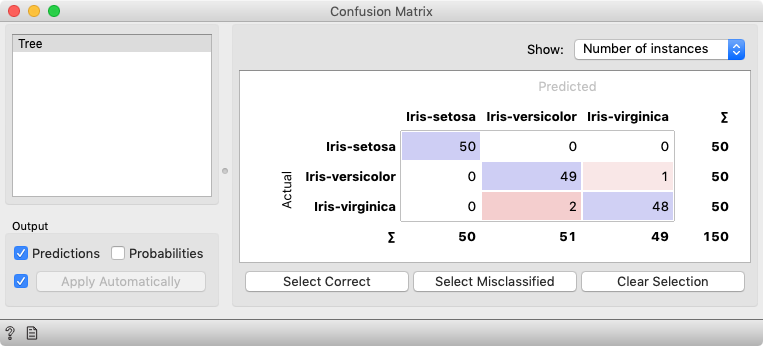 Confusion Matrix
Tree
Output
Predictions Probabilities
Apply Automatically
Show: Number of instances
Predicted
Iris-setosa Iris-versicolor Iris-virginica Σ
Actual
Iris-setosa 50 0 0 50
Iris-versicolor 0 49 1 50
Iris-virginica 0 2 48 50
Σ 50 51 49 150
Select Correct Select Misclassified Clear Selection
?